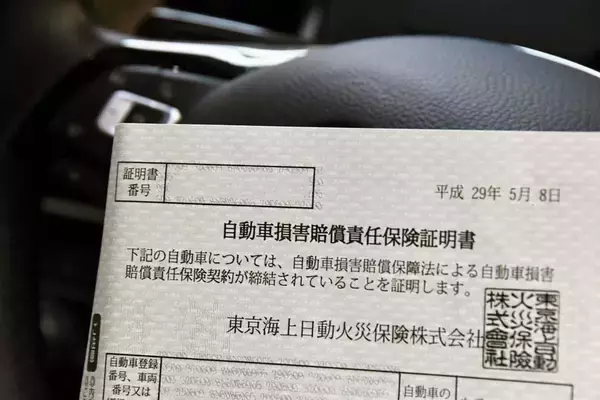 証明書
番号
平成 29年 5月 8日
自動車損害賠償責任保険証明書
下記の自動車については、自動車損害賠償保障法による自動車損害
賠償責任保険契約が締結されていることを証明します。
東京海上日動火災保険株式会社
東京海上日動
火災保険
株式會社
自動車登録
番号、車両
番号又は
自動車の